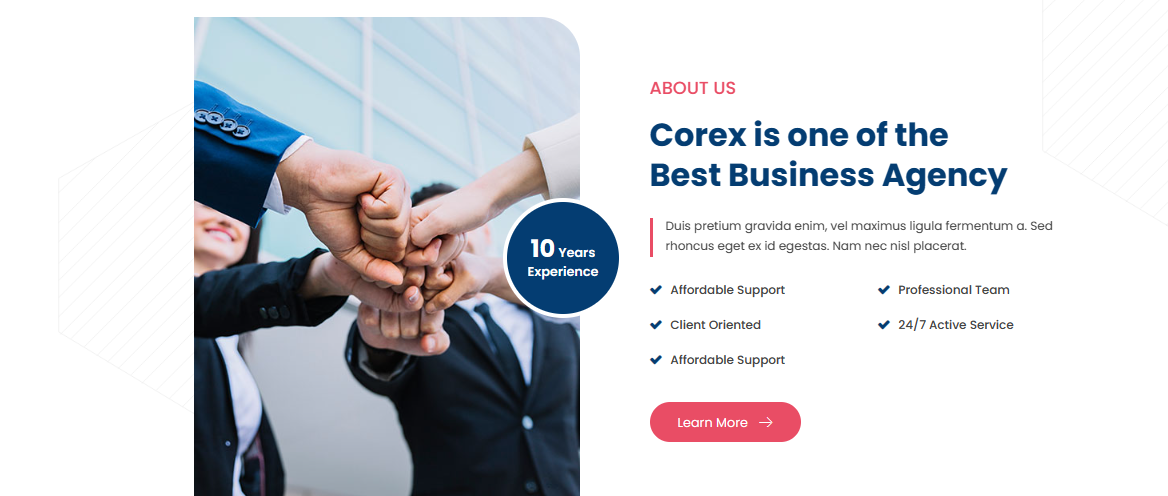 10 Years
Experience
ABOUT US
Corex is one of the
Best Business Agency
Duis pretium gravida enim, vel maximus ligula fermentum a. Sed
rhoncus eget ex id egestas. Nam nec nisl placerat.
Affordable Support
Professional Team
Client Oriented
24/7 Active Service
Affordable Support
Learn More